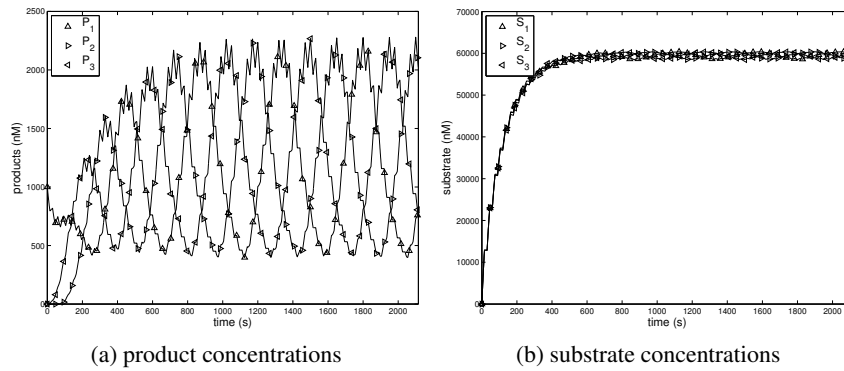 2500
2000
1500
1000
500
0
products (nM)
P1
P2
P3
0 200 400 600 800 1000 1200 1400 1600 1800 2000
time (s)
(a) product concentrations
70000
60000
50000
40000
30000
20000
10000
0
substrate (nM)
S1
S2
S3
0 200 400 600 800 1000 1200 1400 1600 1800 2000
time (s)
(b) substrate concentrations